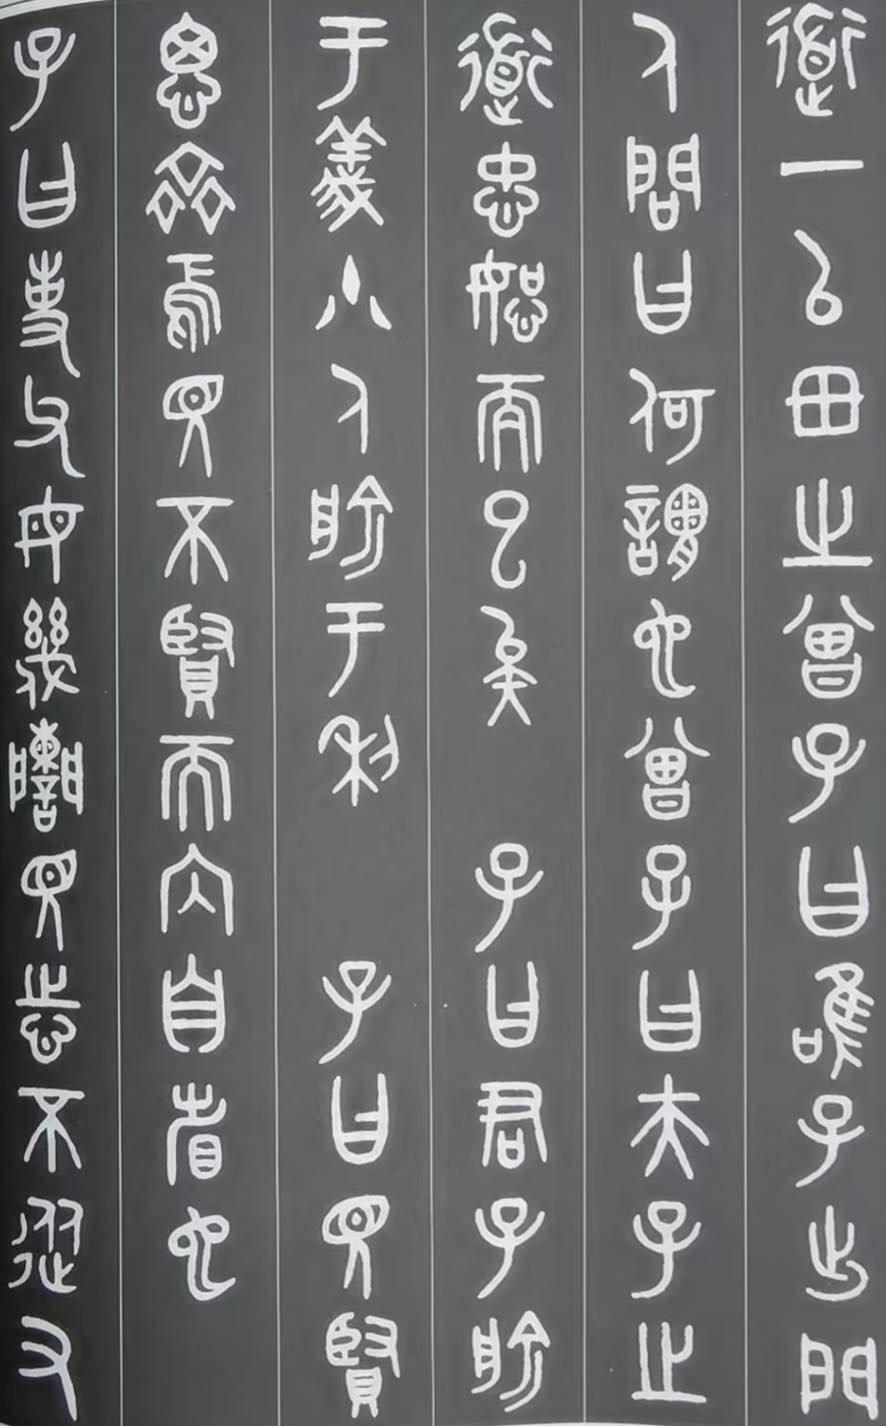 道一以貫之曾子曰唯子出門
人問曰何謂也曾子曰夫子之
道忠恕而已矣 子曰君子喻
于義小人喻于利 子曰見賢
思齊焉見不賢而內自省也
子曰事父母幾諫見志不從又